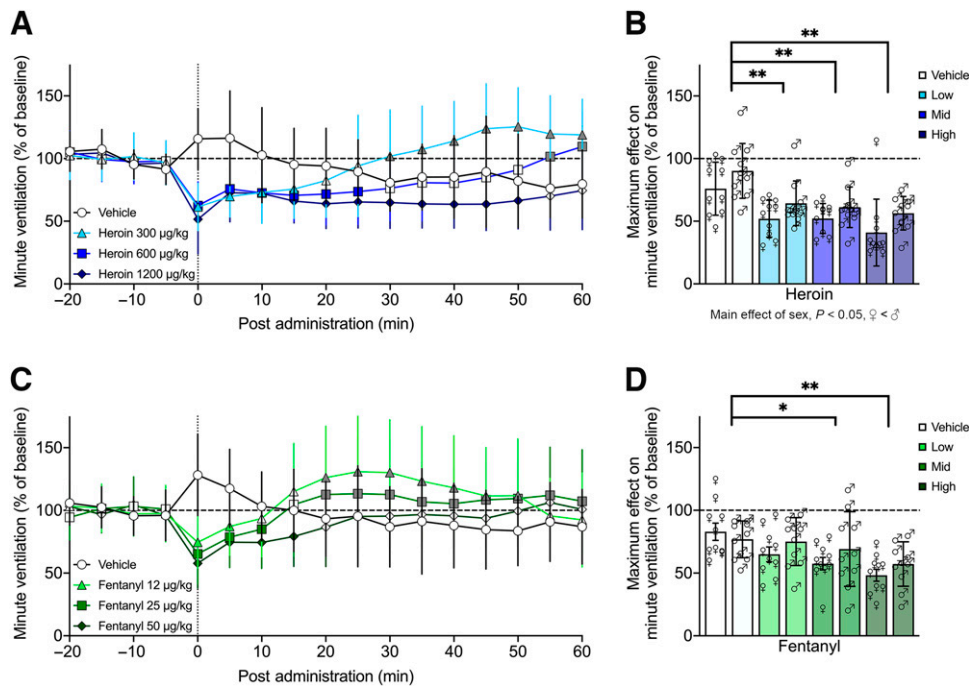 A
Minute ventilation (% of baseline)
150
100
50
0
Vehicle
Heroin 300 µg/kg
Heroin 600 µg/kg
Heroin 1200 µg/kg
−20 −10 0 10 20 30 40 50 60
Post administration (min)
B
Maximum effect on
minute ventilation (% of baseline)
150
100
50
0
**
**
**
Vehicle
Low
Mid
High
Heroin
Main effect of sex, P < 0.05, ♀ < ♂
C
Minute ventilation (% of baseline)
150
100
50
0
Vehicle
Fentanyl 12 µg/kg
Fentanyl 25 µg/kg
Fentanyl 50 µg/kg
−20 −10 0 10 20 30 40 50 60
Post administration (min)
D
Maximum effect on
minute ventilation (% of baseline)
150
100
50
0
**
*
Vehicle
Low
Mid
High
Fentanyl